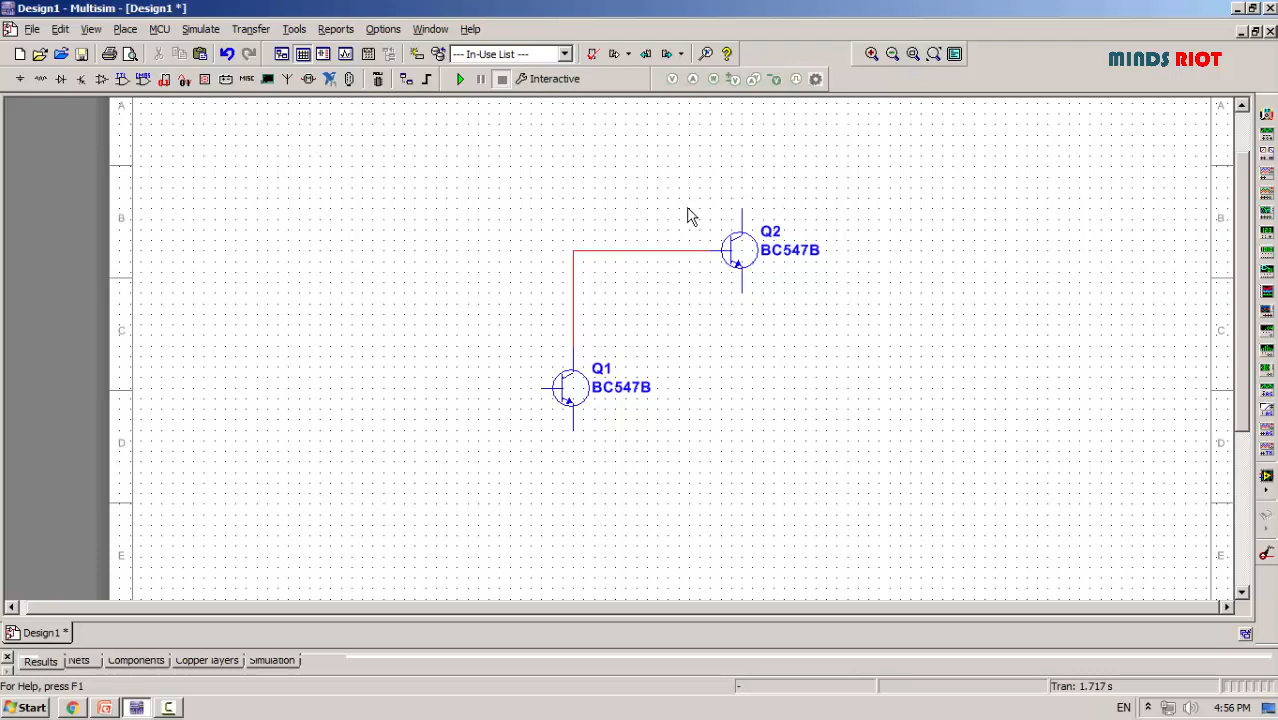 Design1 - Multisim - [Design1 *]
File Edit View Place MCU Simulate Transfer Tools Reports Options Window Help
--- In-Use List ---
MINDS RIOT
Interactive
A A
B B
Q2
BC547B
C C
Q1
BC547B
D D
E E
Design1 *
Results Nets Components Copper layers Simulation
For Help, press F1 - Tran: 1.717 s
Start EN 4:56 PM